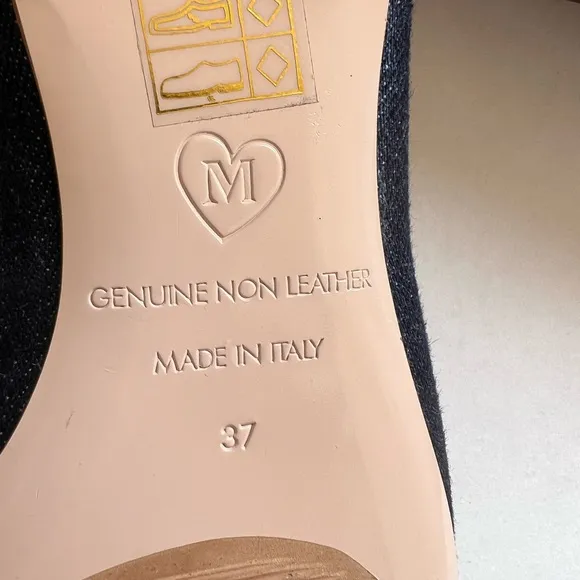 M
GENUINE NON LEATHER
MADE IN ITALY
37